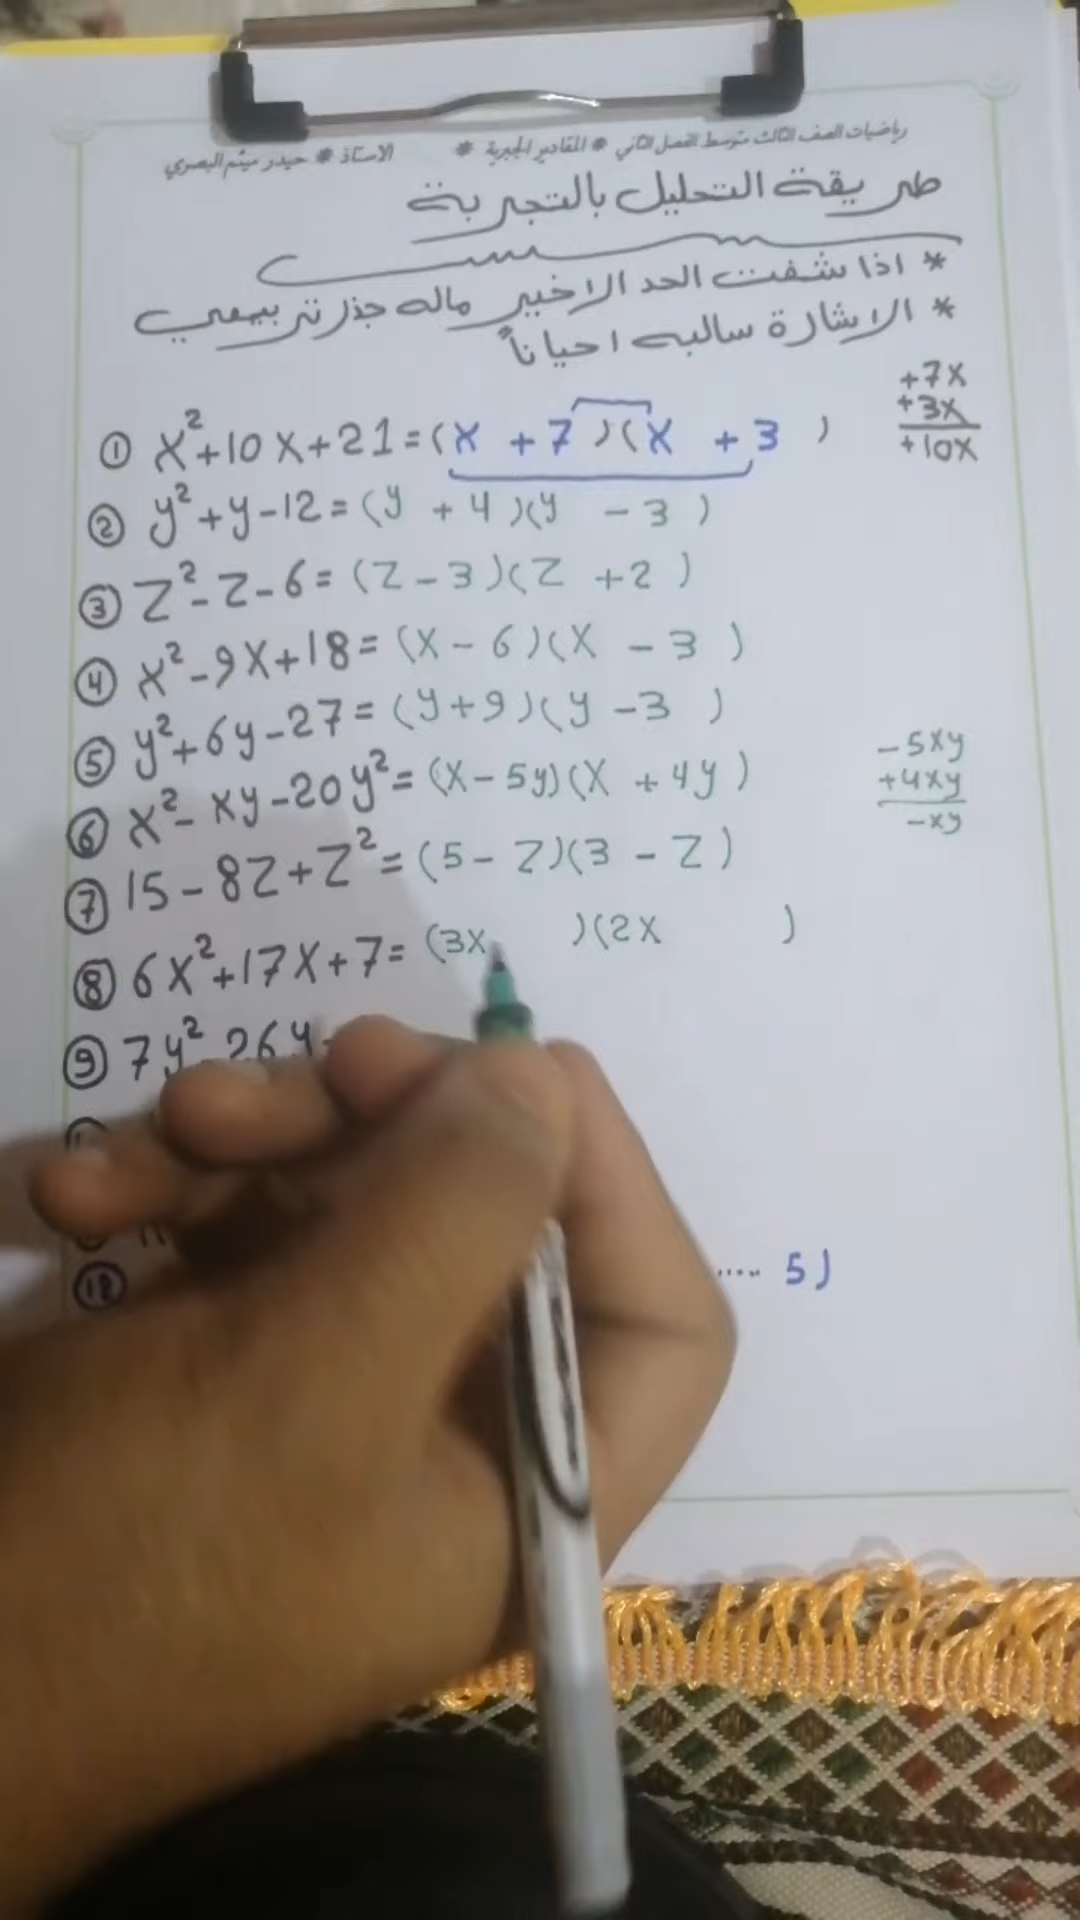 رياضيات الصف الثالث متوسط الفصل الثاني * المقادير الجبرية * الاستاذ * حيدر ميثم البصري
طريقة التحليل بالتجربة
* اذا شفت الحد الاخير ماله جذر تربيعي
* الاشارة سالبه احياناً
① x²+10x+21=(x +7)(x +3)
+7x
+3x
+10x
② y²+y-12=(y +4)(y -3)
③ z²-z-6=(z-3)(z +2)
④ x²-9x+18=(x-6)(x -3)
⑤ y²+6y-27=(y+9)(y-3)
⑥ x²-xy-20y²=(x-5y)(x +4y)
-5xy
+4xy
-xy
⑦ 15-8z+z²=(5-z)(3-z)
⑧ 6x²+17x+7=(3x )(2x )
⑨ 7y²-26y
⑫ ..... 5)